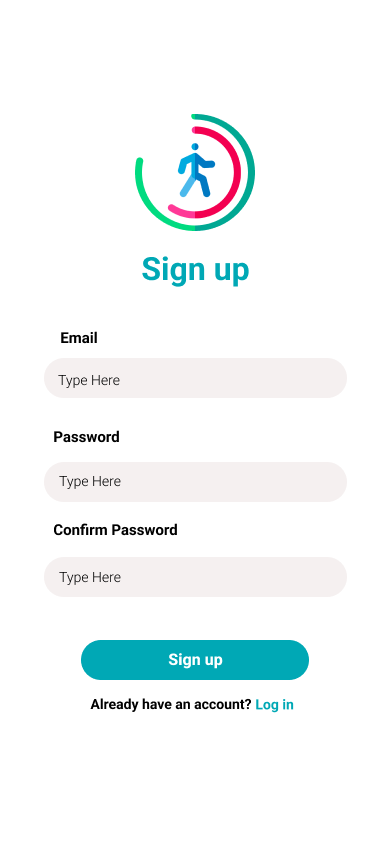 Sign up
Email
Type Here
Password
Type Here
Confirm Password
Type Here
Sign up
Already have an account? Log in